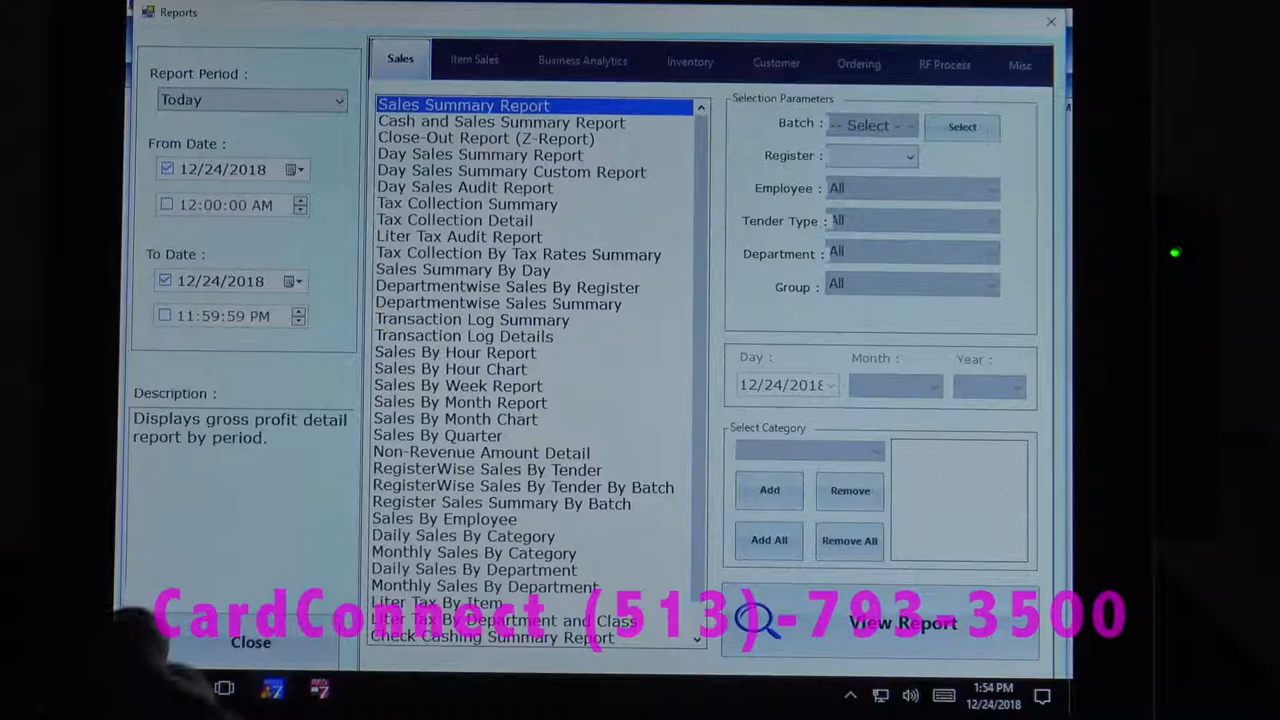 Reports
Report Period :
Today
From Date :
12/24/2018
12:00:00 AM
To Date :
12/24/2018
11:59:59 PM
Description :
Displays gross profit detail
report by period.
Close
Sales
Item Sales
Business Analytics
Inventory
Customer
Ordering
RF Process
Misc
Sales Summary Report
Cash and Sales Summary Report
Close-Out Report (Z-Report)
Day Sales Summary Report
Day Sales Summary Custom Report
Day Sales Audit Report
Tax Collection Summary
Tax Collection Detail
Liter Tax Audit Report
Tax Collection By Tax Rates Summary
Sales Summary By Day
Departmentwise Sales By Register
Departmentwise Sales Summary
Transaction Log Summary
Transaction Log Details
Sales By Hour Report
Sales By Hour Chart
Sales By Week Report
Sales By Month Report
Sales By Month Chart
Sales By Quarter
Non-Revenue Amount Detail
RegisterWise Sales By Tender
RegisterWise Sales By Tender By Batch
Register Sales Summary By Batch
Sales By Employee
Daily Sales By Category
Monthly Sales By Category
Daily Sales By Department
Monthly Sales By Department
Liter Tax By Item
Liter Tax By Department and Class
Check Cashing Summary Report
Selection Parameters
Batch : -- Select -- Select
Register :
Employee : All
Tender Type : All
Department : All
Group : All
Day : Month : Year :
12/24/2018
Select Category
Add Remove
Add All Remove All
View Report
CardConnect (513)-793-3500
1:54 PM
12/24/2018